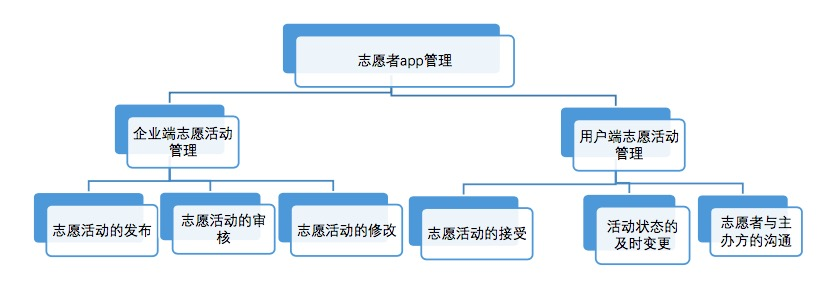 志愿者app管理
企业端志愿活动
管理
用户端志愿活动
管理
志愿活动的发布
志愿活动的审
核
志愿活动的修改
志愿活动的接受
活动状态的
及时变更
志愿者与主
办方的沟通